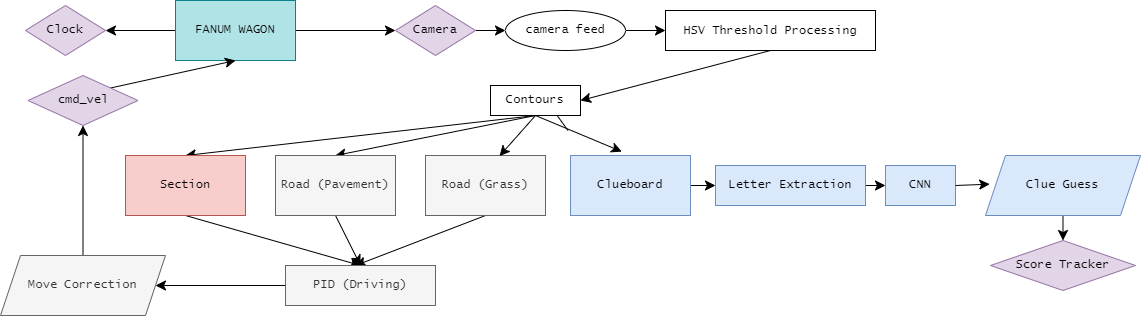 Clock
FANUM WAGON
Camera
camera feed
HSV Threshold Processing
cmd_vel
Contours
Section
Road (Pavement)
Road (Grass)
Clueboard
Letter Extraction
CNN
Clue Guess
Move Correction
PID (Driving)
Score Tracker